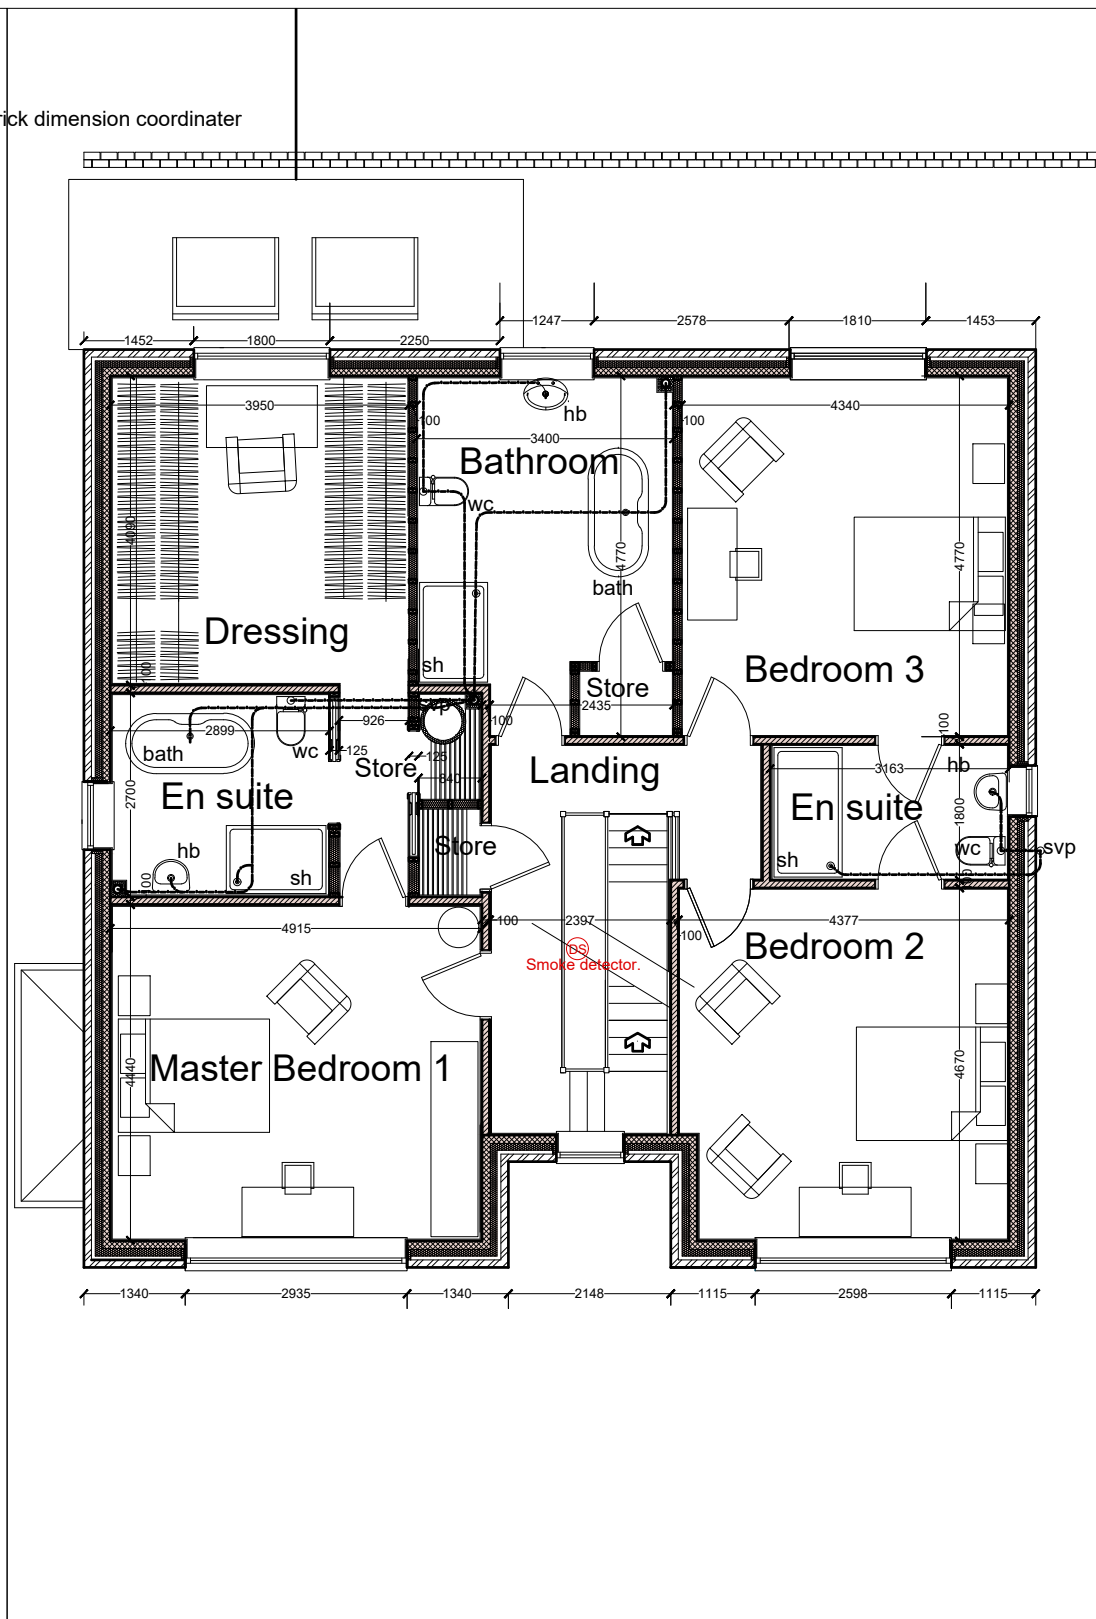 rick dimension coordinater
1247 2578 1810 1453
1452 1800 2250
3950 100 3400 100 4340
hb
Bathroom
wc
4090
4770
4770
bath
Dressing
sh
Store
Bedroom 3
100
2435
100
vp
2899
926
100
bath
wc
125
125
Store
840
Landing
3163
hb
En suite
2700
En suite
1800
Store
hb
sh
wc
svp
sh
100
100
4915
100
2397
100
4377
DS
Smoke detector.
Bedroom 2
Master Bedroom 1
4440
4670
1340 2935 1340 2148 1115 2598 1115